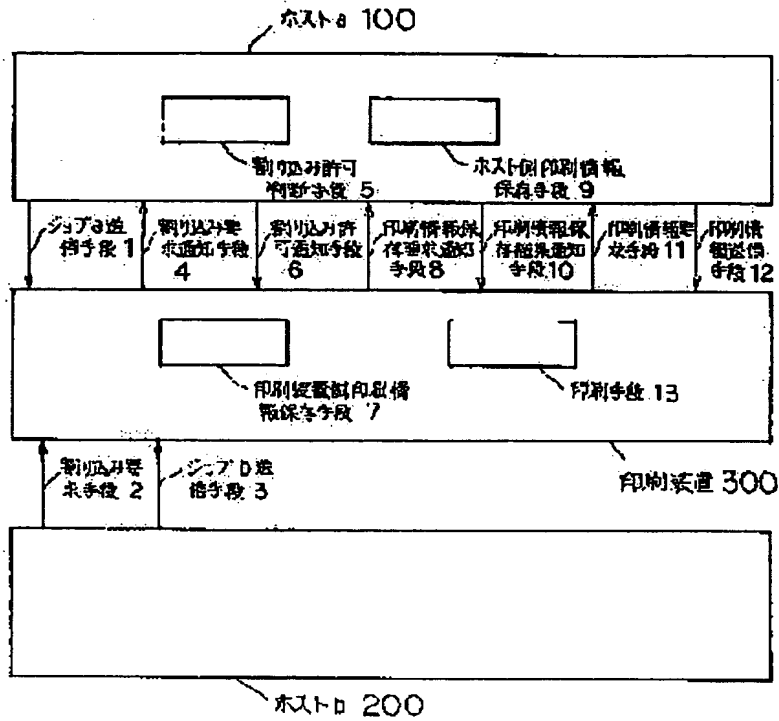 ホストa 100
割り込み許可
判断手段 5
ホスト側印刷情報
保存手段 9
ジョブa送
信手段 1
割り込み要
求通知手段
4
割り込み許
可通知手段
6
印刷情報保
存要求通知
手段 8
印刷情報保
存結果通知
手段 10
印刷情報要
求手段 11
印刷情
報送信
手段 12
印刷装置側印刷情
報保存手段 7
印刷手段 13
割り込み要
求手段 2
ジョブb送
信手段 3
印刷装置 300
ホストb 200